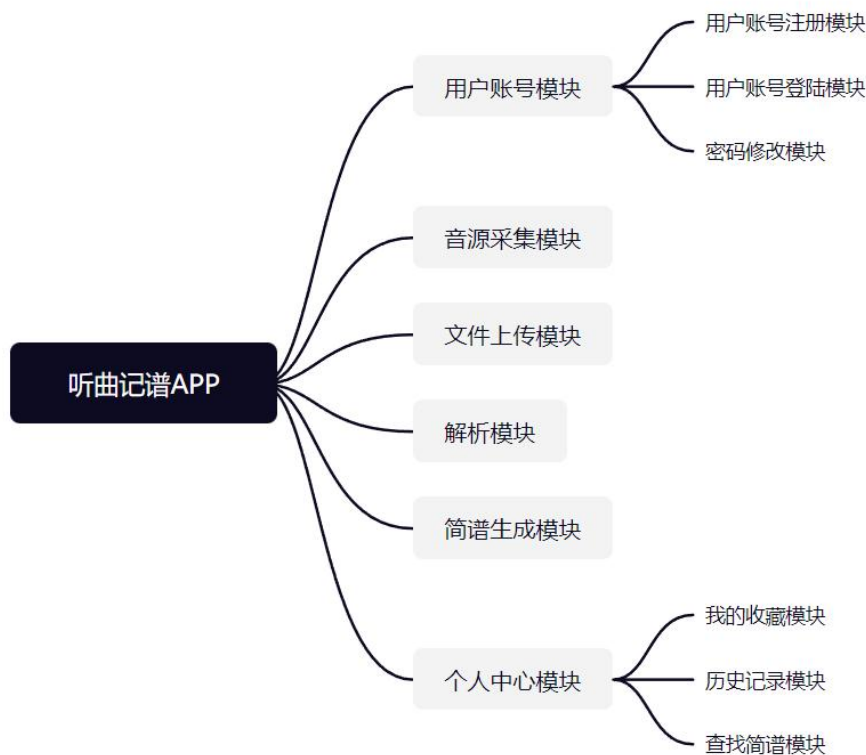 听曲记谱APP
用户账号模块
用户账号注册模块
用户账号登陆模块
密码修改模块
音源采集模块
文件上传模块
解析模块
简谱生成模块
个人中心模块
我的收藏模块
历史记录模块
查找简谱模块